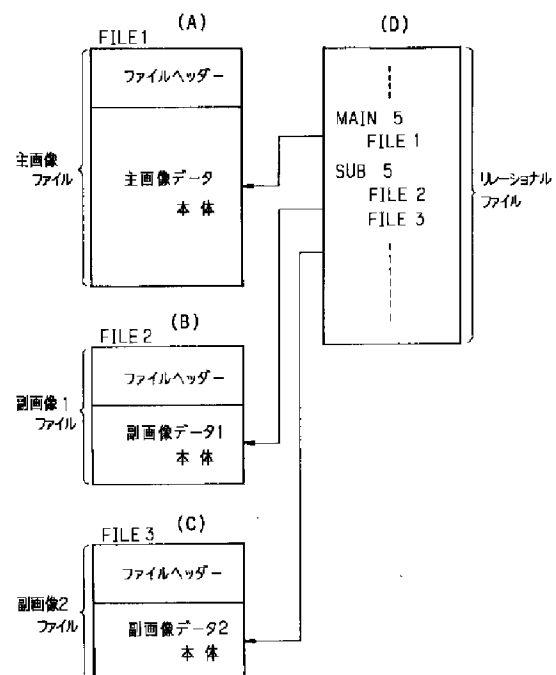 (A)
FILE1
ファイルヘッダー
主画像データ
本体
主画像
ファイル
(D)
MAIN 5
FILE 1
SUB 5
FILE 2
FILE 3
リレーショナル
ファイル
(B)
FILE 2
ファイルヘッダー
副画像データ1
本体
副画像1
ファイル
(C)
FILE 3
ファイルヘッダー
副画像データ2
本体
副画像2
ファイル